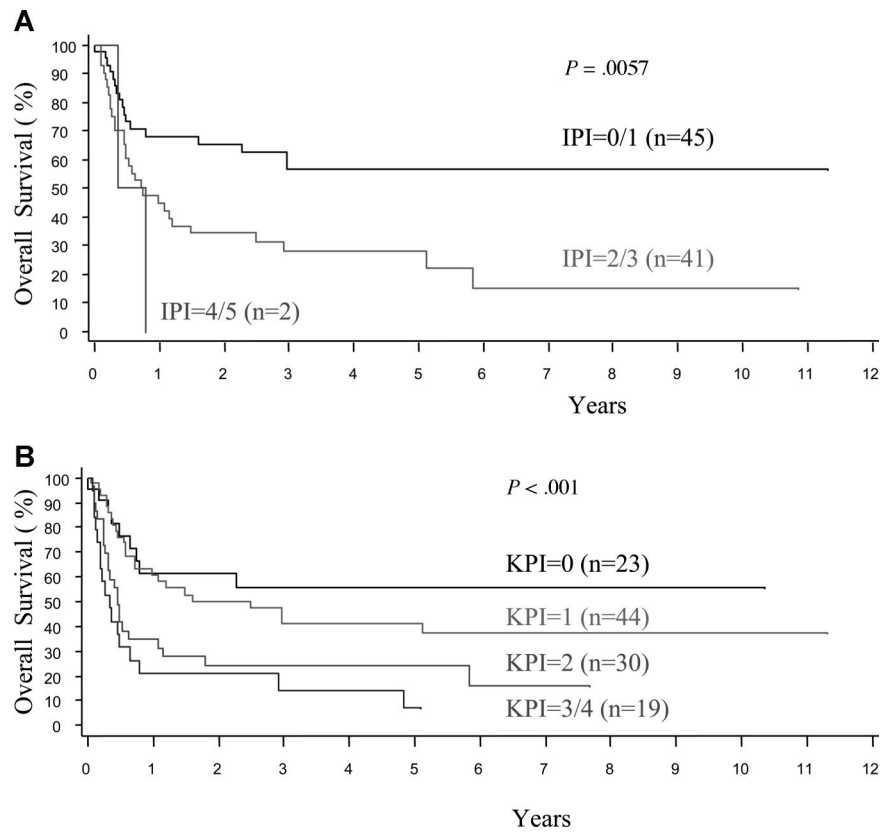 A
Overall Survival ( %)
100
90
80
70
60
50
40
30
20
10
0
P = .0057
IPI=0/1 (n=45)
IPI=2/3 (n=41)
IPI=4/5 (n=2)
0 1 2 3 4 5 6 7 8 9 10 11 12
Years
B
Overall Survival ( %)
100
90
80
70
60
50
40
30
20
10
0
P < .001
KPI=0 (n=23)
KPI=1 (n=44)
KPI=2 (n=30)
KPI=3/4 (n=19)
0 1 2 3 4 5 6 7 8 9 10 11 12
Years